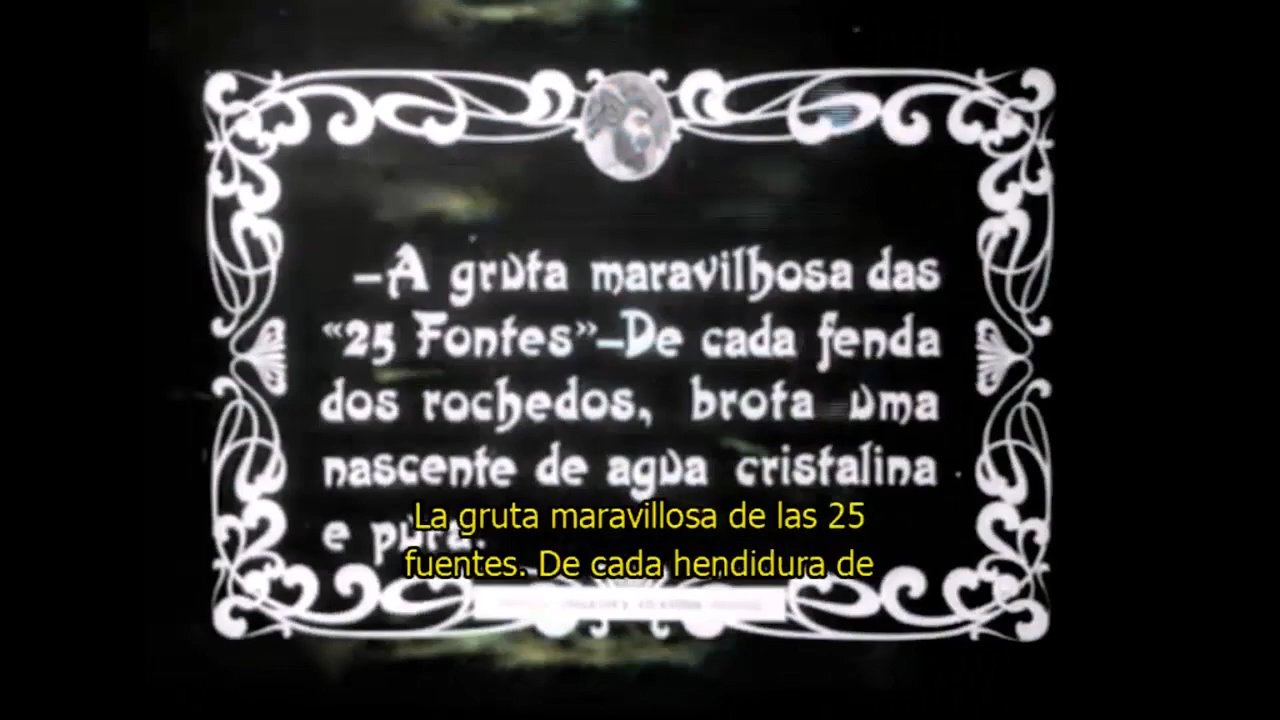 –A gruta maravilhosa das
«25 Fontes»–De cada fenda
dos rochedos, brota uma
nascente de agua cristalina
e pura.
La gruta maravillosa de las 25
fuentes. De cada hendidura de